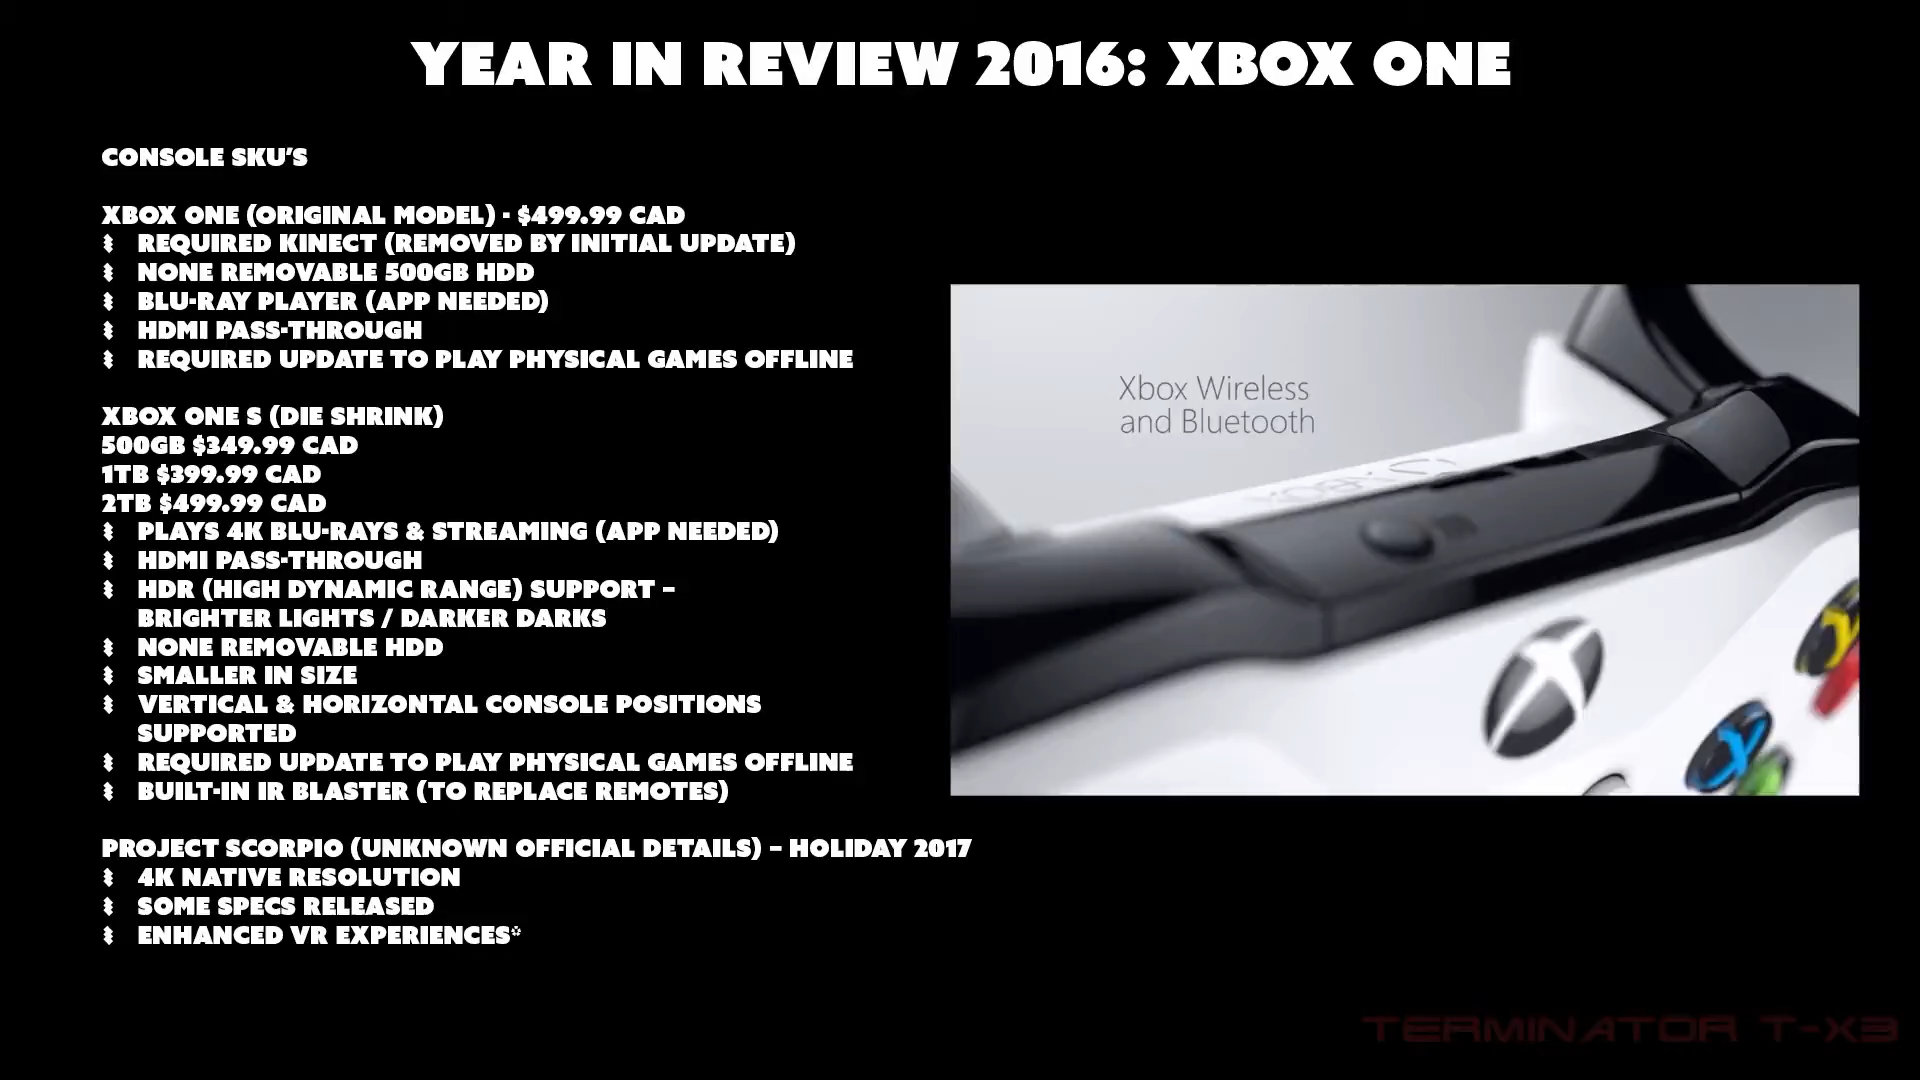 YEAR IN REVIEW 2016: XBOX ONE
CONSOLE SKU'S
XBOX ONE (ORIGINAL MODEL) - $499.99 CAD
REQUIRED KINECT (REMOVED BY INITIAL UPDATE)
NONE REMOVABLE 500GB HDD
BLU-RAY PLAYER (APP NEEDED)
HDMI PASS-THROUGH
REQUIRED UPDATE TO PLAY PHYSICAL GAMES OFFLINE
XBOX ONE S (DIE SHRINK)
500GB $349.99 CAD
1TB $399.99 CAD
2TB $499.99 CAD
PLAYS 4K BLU-RAYS & STREAMING (APP NEEDED)
HDMI PASS-THROUGH
HDR (HIGH DYNAMIC RANGE) SUPPORT –
BRIGHTER LIGHTS / DARKER DARKS
NONE REMOVABLE HDD
SMALLER IN SIZE
VERTICAL & HORIZONTAL CONSOLE POSITIONS
SUPPORTED
REQUIRED UPDATE TO PLAY PHYSICAL GAMES OFFLINE
BUILT-IN IR BLASTER (TO REPLACE REMOTES)
PROJECT SCORPIO (UNKNOWN OFFICIAL DETAILS) – HOLIDAY 2017
4K NATIVE RESOLUTION
SOME SPECS RELEASED
ENHANCED VR EXPERIENCES*
Xbox Wireless
and Bluetooth
XBOX
Y
X
TERMINATOR T-X3